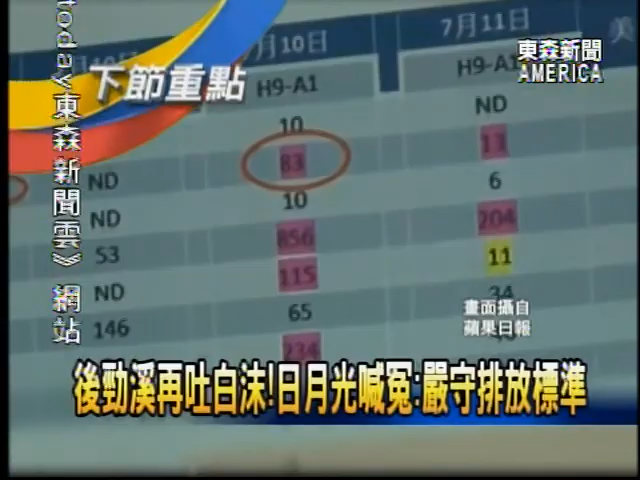 today東森新聞雲》網站
下節重點
東森新聞
AMERICA
7月10日
7月11日
美
H9-A1
H9-A1
10
ND
ND
83
13
ND
10
6
53
856
204
ND
115
11
146
65
34
234
畫面攝自
蘋果日報
後勁溪再吐白沫!日月光喊冤:嚴守排放標準